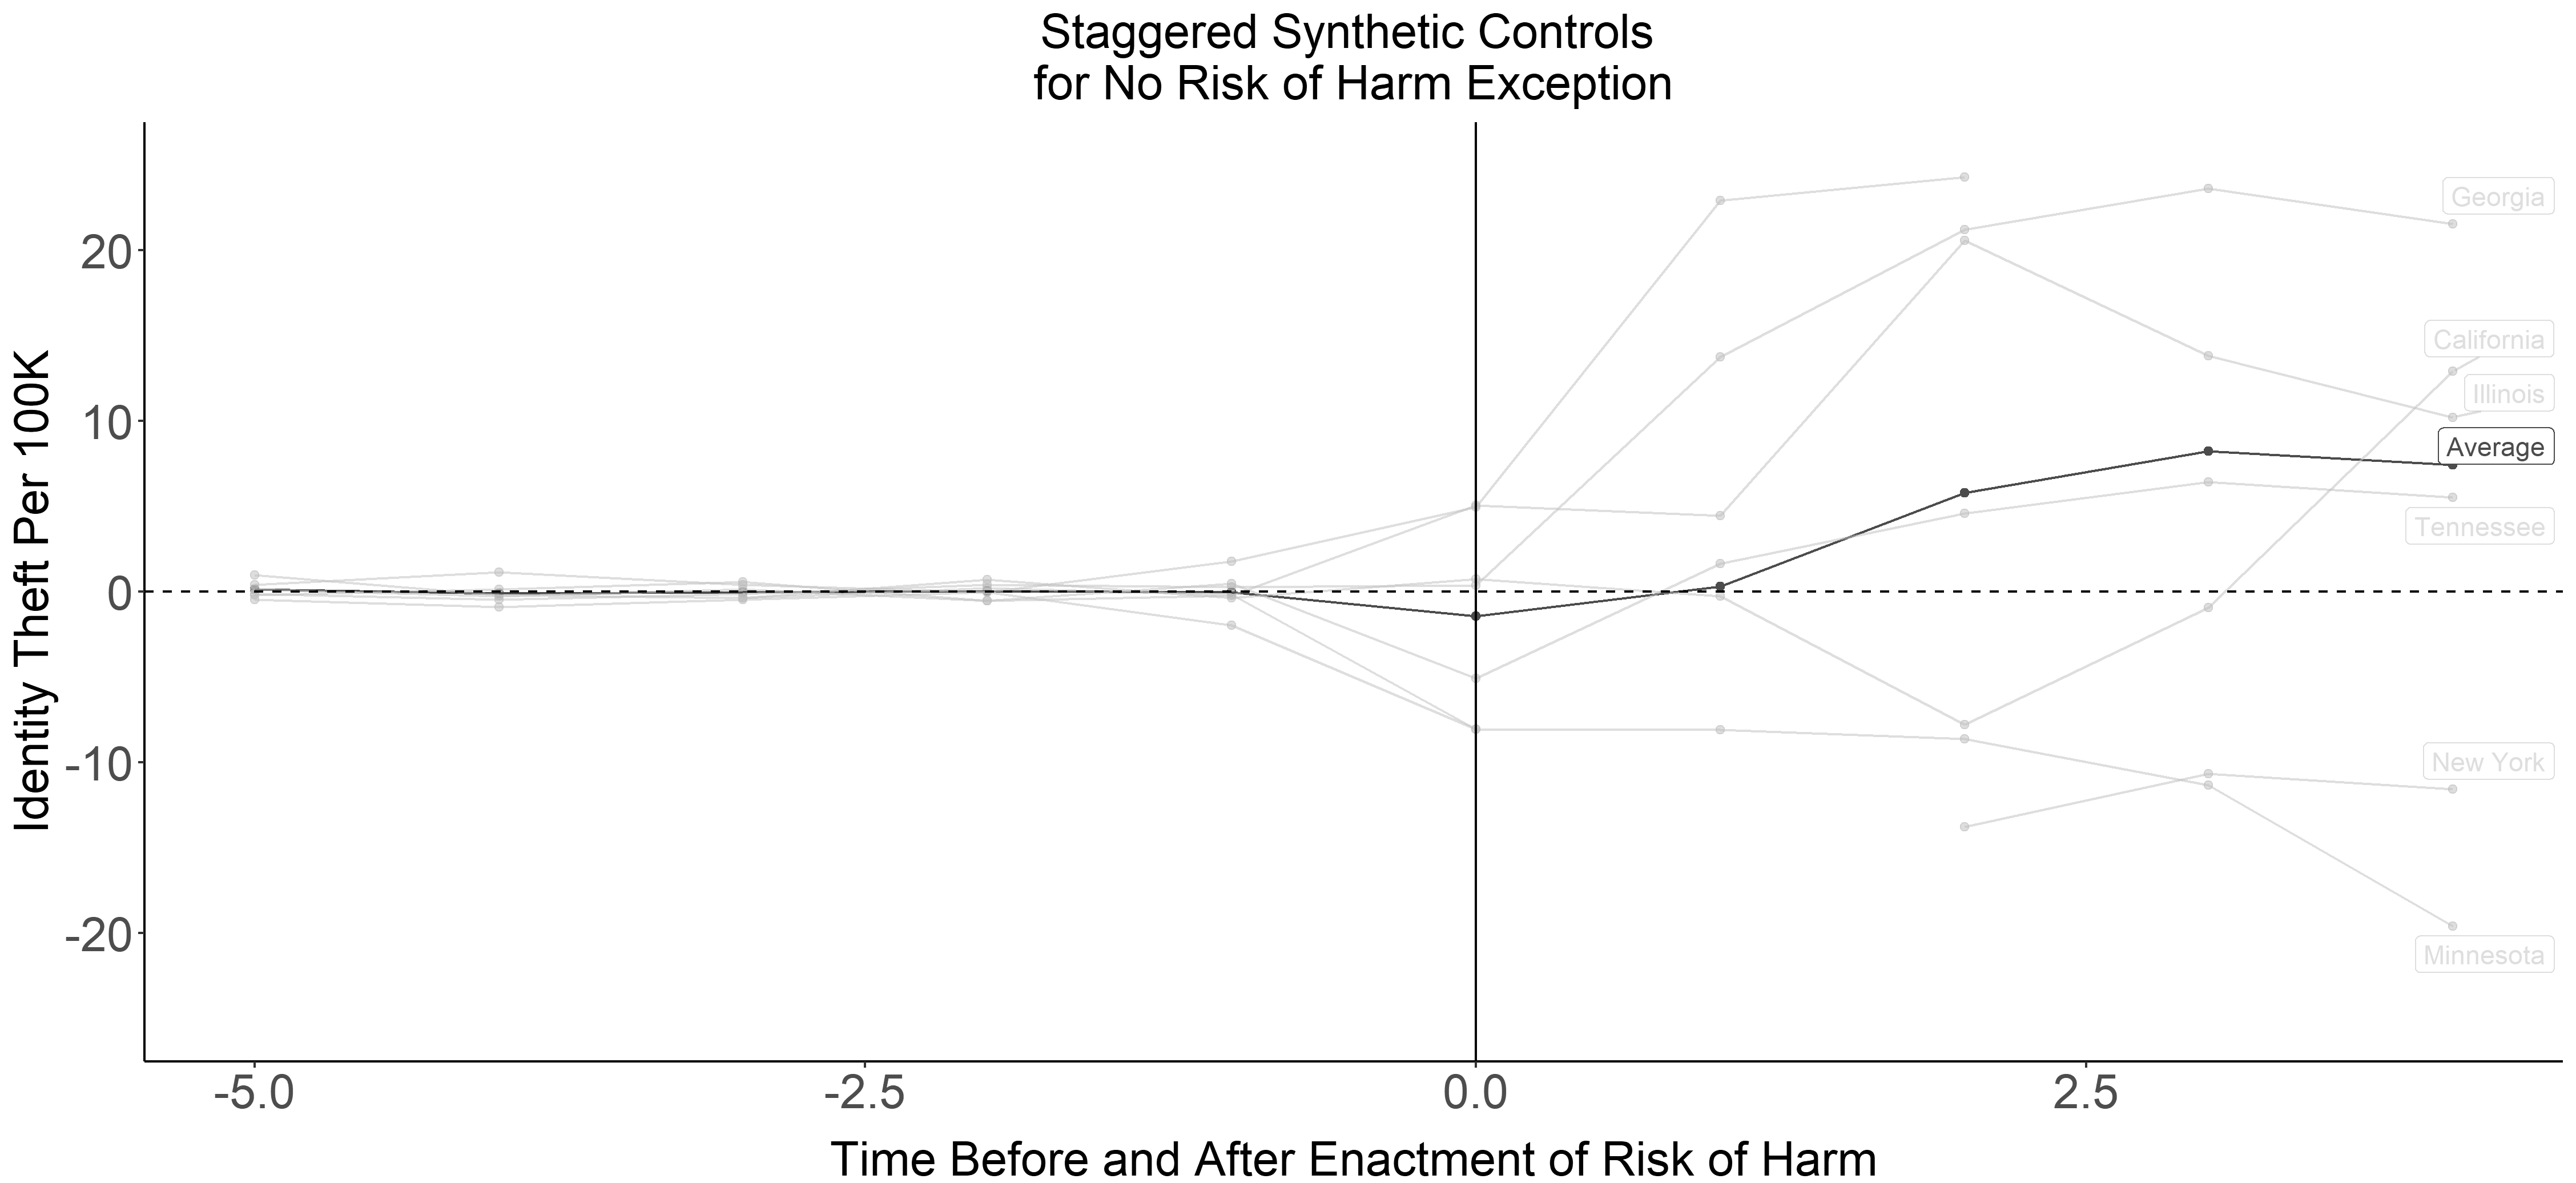 Staggered Synthetic Controls
for No Risk of Harm Exception
Identity Theft Per 100K
20
10
0
-10
-20
Georgia
California
Illinois
Average
Tennessee
New York
Minnesota
-5.0
-2.5
0.0
2.5
Time Before and After Enactment of Risk of Harm